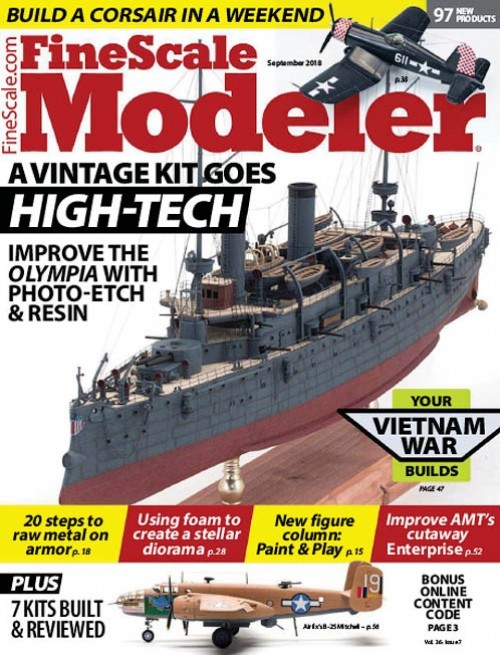 BUILD A CORSAIR IN A WEEKEND
97 NEW PRODUCTS
FineScale.com
FineScale
September 2018
611
p.38
Modeler
A VINTAGE KIT GOES
HIGH-TECH
IMPROVE THE
OLYMPIA WITH
PHOTO-ETCH
& RESIN
YOUR
VIETNAM
WAR
BUILDS
PAGE 47
20 steps to
raw metal on
armor p. 18
Using foam to
create a stellar
diorama p.28
New figure
column:
Paint & Play p. 15
Improve AMT's
cutaway
Enterprise p.52
PLUS
7 KITS BUILT
& REVIEWED
19
Airfix's B-25 Mitchell – p.56
BONUS
ONLINE
CONTENT
CODE
PAGE 3
Vol. 36 • Issue 7